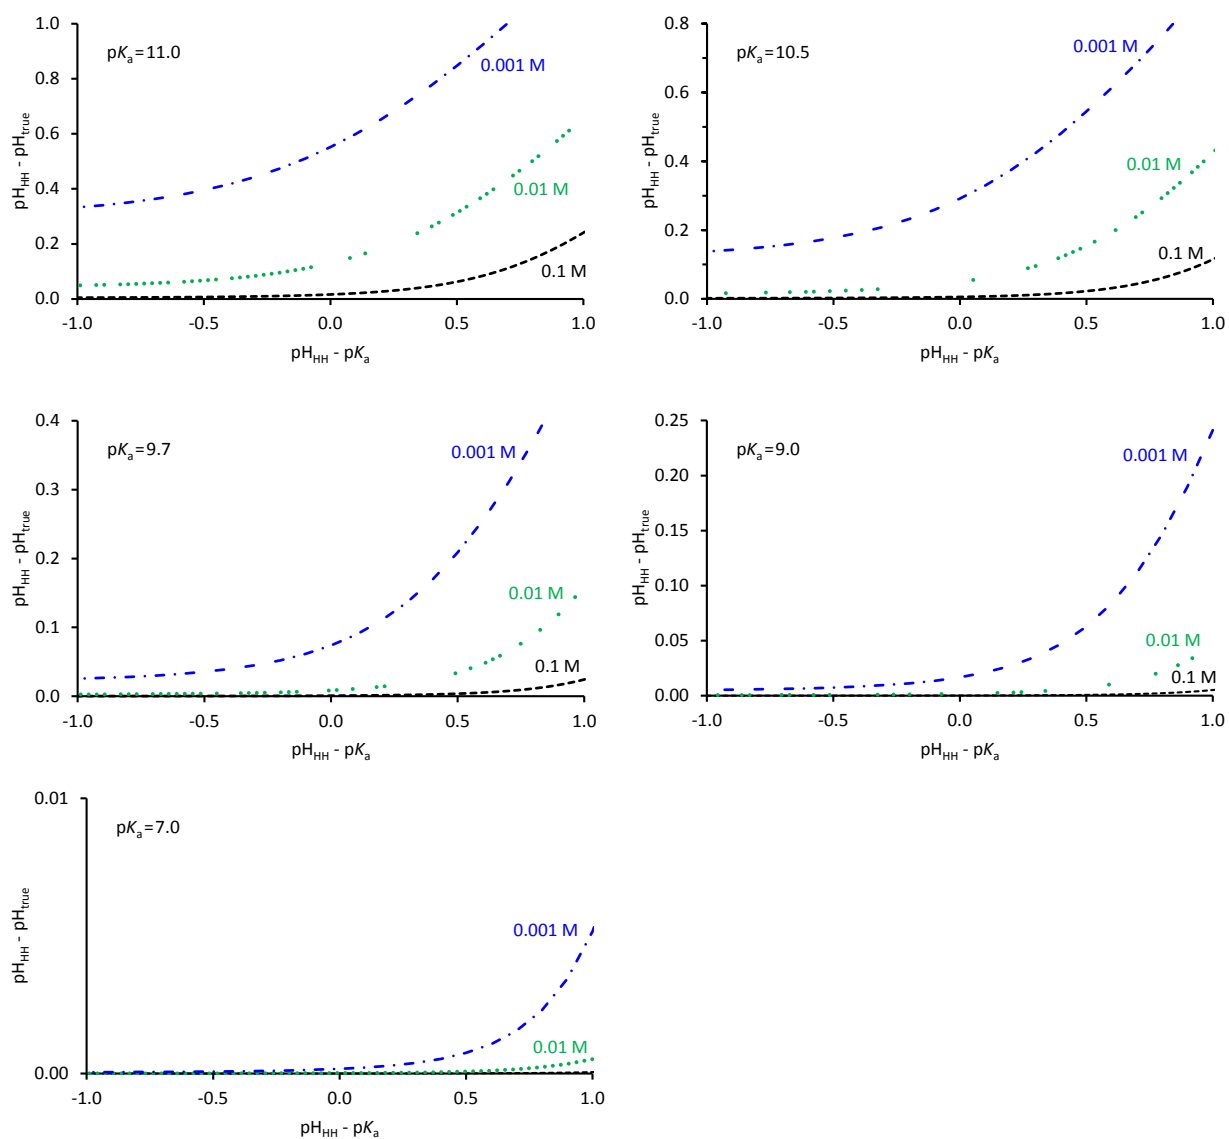 1.0
pKa=11.0
0.001 M
0.8
0.6
0.01 M
0.4
0.2
0.1 M
0.0
-1.0 -0.5 0.0 0.5 1.0
pHHH - pKa
pHHH - pHtrue
0.8
pKa=10.5
0.001 M
0.6
0.01 M
0.4
0.2
0.1 M
0.0
-1.0 -0.5 0.0 0.5 1.0
pHHH - pKa
pHHH - pHtrue
0.4
pKa=9.7
0.001 M
0.3
0.2
0.01 M
0.1
0.1 M
0.0
-1.0 -0.5 0.0 0.5 1.0
pHHH - pKa
pHHH - pHtrue
0.25
pKa=9.0
0.001 M
0.20
0.15
0.10
0.05
0.01 M
0.1 M
0.00
-1.0 -0.5 0.0 0.5 1.0
pHHH - pKa
pHHH - pHtrue
0.01
pKa=7.0
0.001 M
0.01 M
0.00
-1.0 -0.5 0.0 0.5 1.0
pHHH - pKa
pHHH - pHtrue